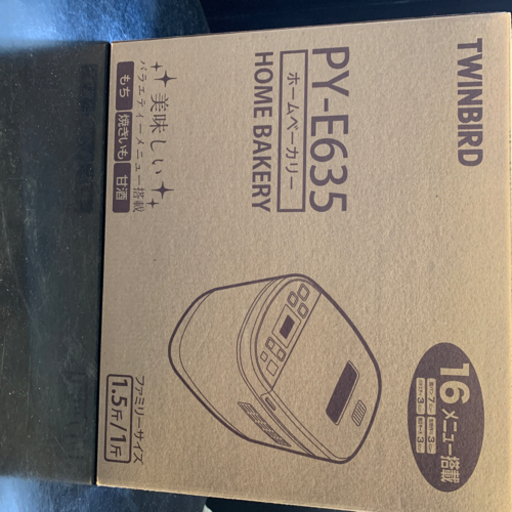 TWINBIRD
PY-E635
ホームベーカリー
HOME BAKERY
美味しい
バラエティーメニュー搭載
もち 焼きいも 甘酒
16メニュー搭載
ファミリーサイズ
1.5斤/1斤